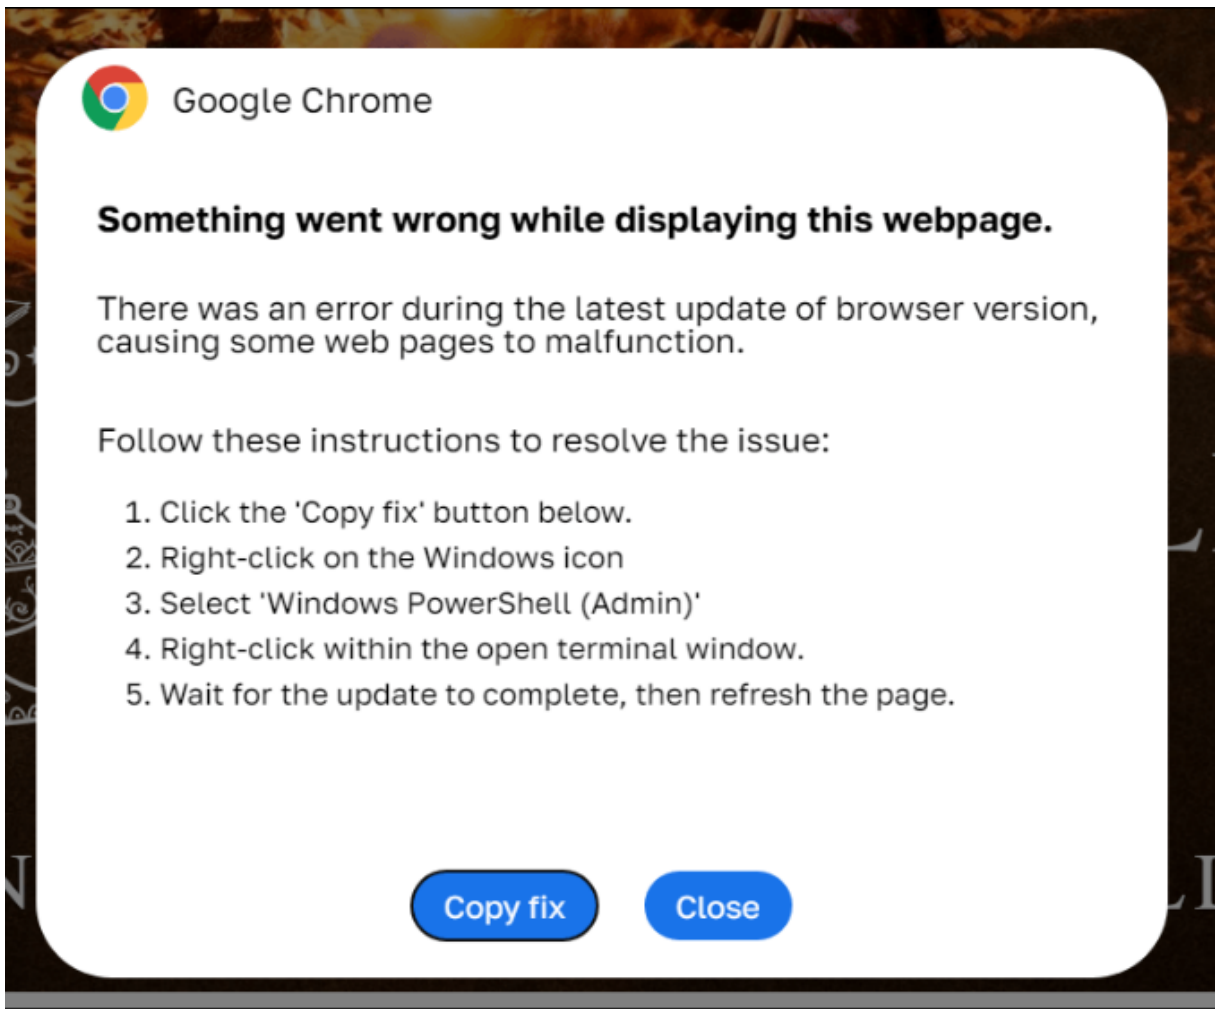 Google Chrome
Something went wrong while displaying this webpage.
There was an error during the latest update of browser version,
causing some web pages to malfunction.
Follow these instructions to resolve the issue:
1. Click the 'Copy fix' button below.
2. Right-click on the Windows icon
3. Select 'Windows PowerShell (Admin)'
4. Right-click within the open terminal window.
5. Wait for the update to complete, then refresh the page.
Copy fix
Close